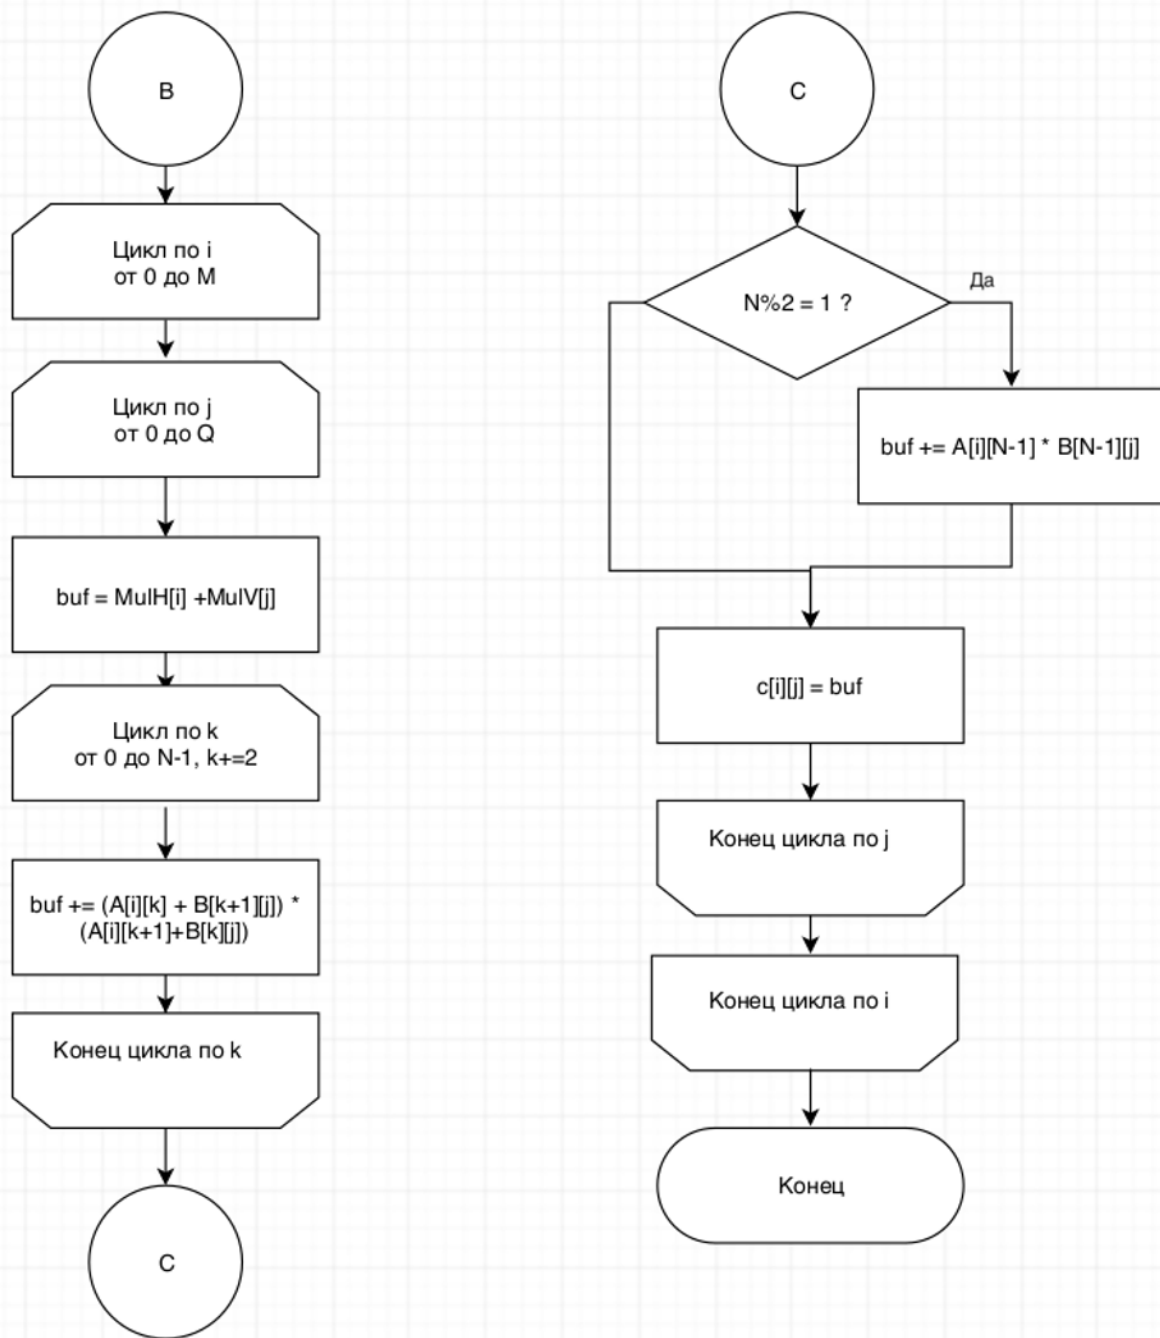 B
Цикл по i
от 0 до M
Цикл по j
от 0 до Q
buf = MulH[i] +MulV[j]
Цикл по k
от 0 до N-1, k+=2
buf += (A[i][k] + B[k+1][j]) *
(A[i][k+1]+B[k][j])
Конец цикла по k
C
C
N%2 = 1 ?
Да
buf += A[i][N-1] * B[N-1][j]
c[i][j] = buf
Конец цикла по j
Конец цикла по i
Конец